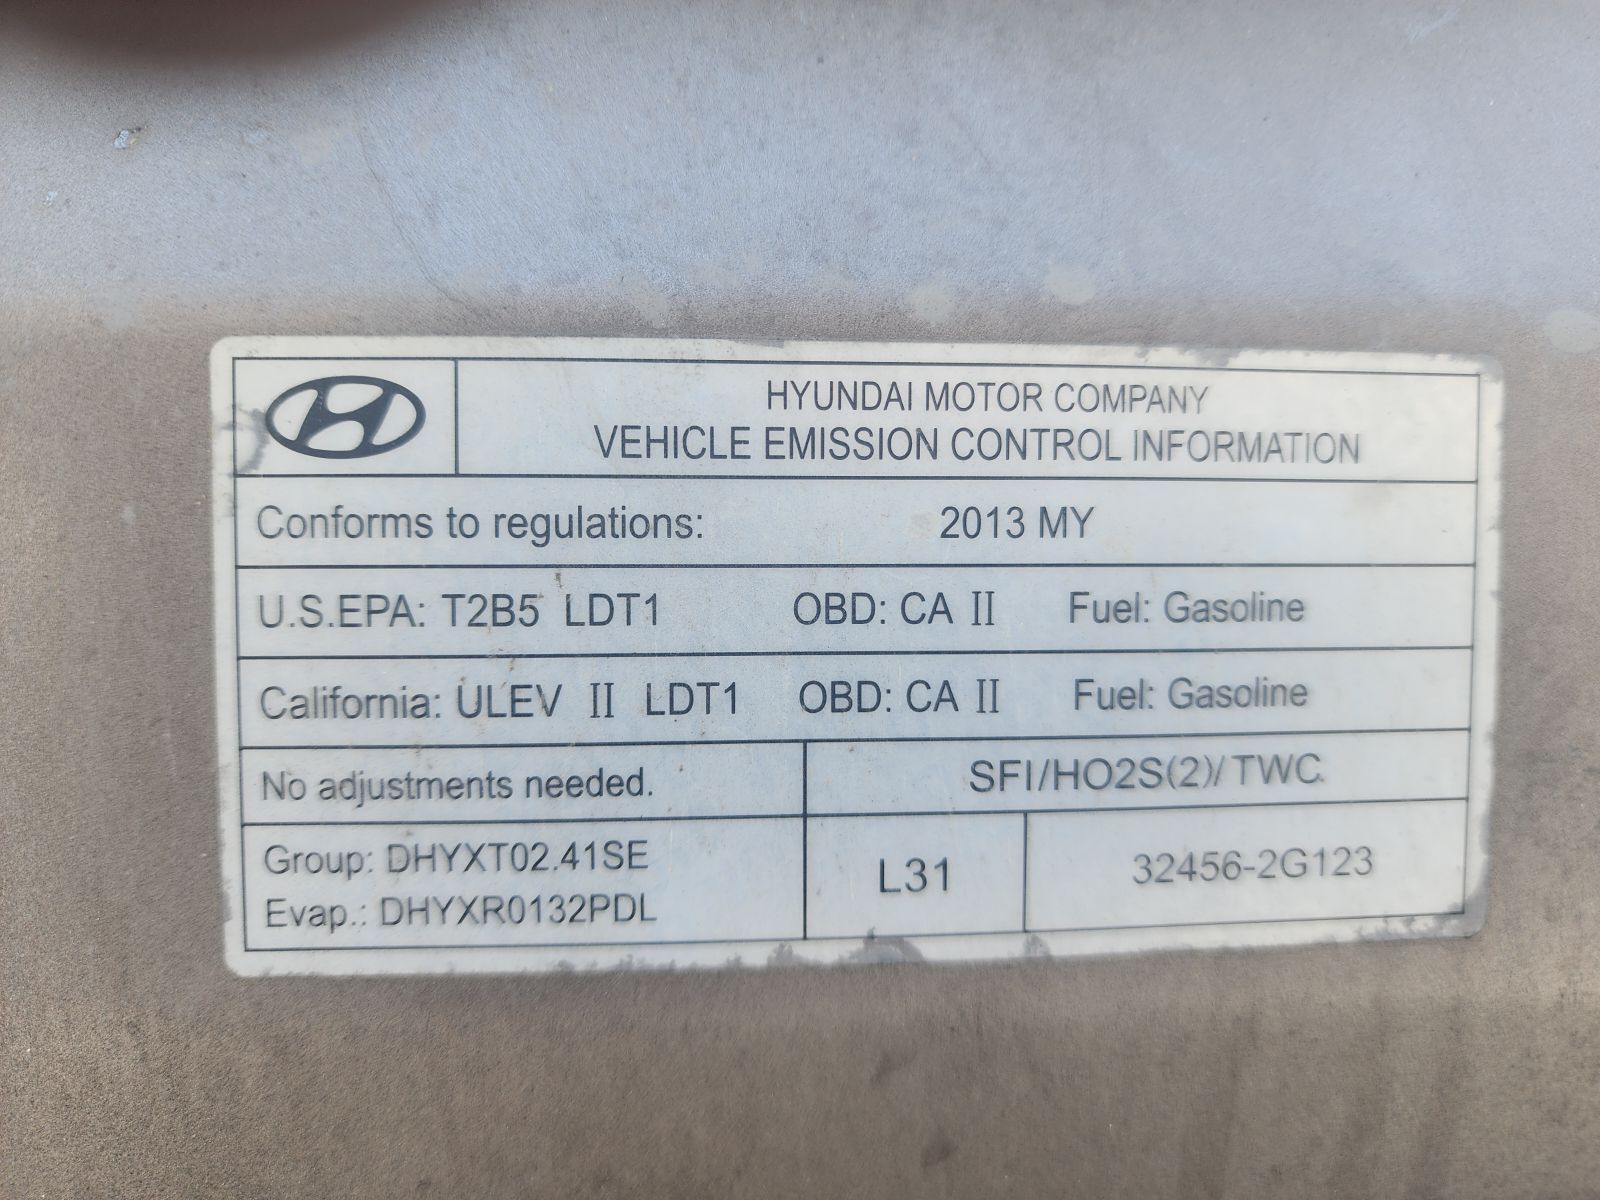 HYUNDAI MOTOR COMPANY
VEHICLE EMISSION CONTROL INFORMATION
Conforms to regulations: 2013 MY
U.S.EPA: T2B5 LDT1 OBD: CA II Fuel: Gasoline
California: ULEV II LDT1 OBD: CA II Fuel: Gasoline
No adjustments needed. SFI/HO2S(2)/TWC
Group: DHYXT02.41SE
Evap.: DHYXR0132PDL
L31
32456-2G123